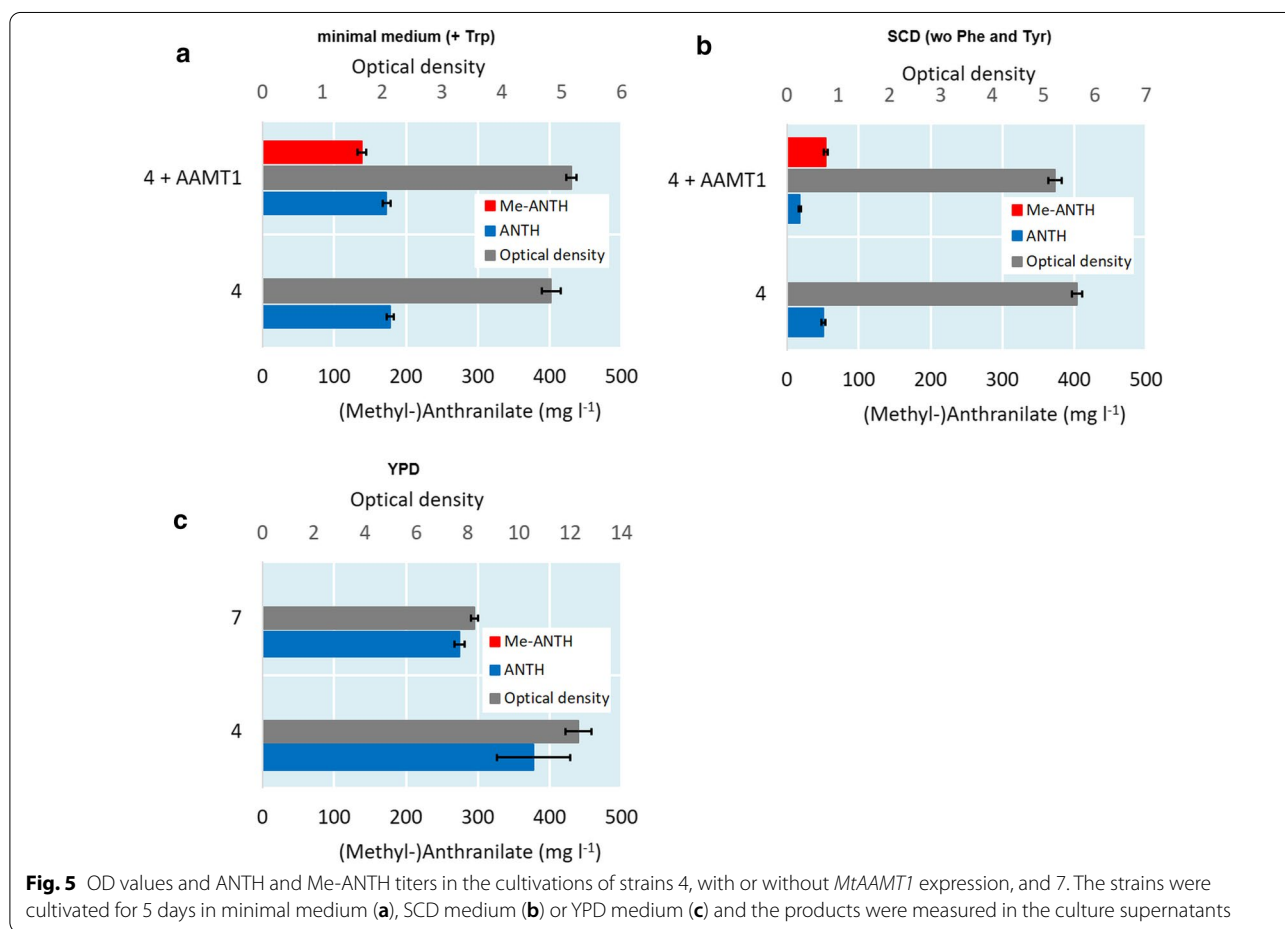 a
minimal medium (+ Trp)
Optical density
0 1 2 3 4 5 6
4 + AAMT1
Me-ANTH
ANTH
Optical density
4
0 100 200 300 400 500
(Methyl-)Anthranilate (mg l⁻¹)
b
SCD (wo Phe and Tyr)
Optical density
0 1 2 3 4 5 6 7
4 + AAMT1
Me-ANTH
ANTH
Optical density
4
0 100 200 300 400 500
(Methyl-)Anthranilate (mg l⁻¹)
YPD
Optical density
c
0 2 4 6 8 10 12 14
7
Me-ANTH
ANTH
Optical density
4
0 100 200 300 400 500
(Methyl-)Anthranilate (mg l⁻¹)
Fig. 5 OD values and ANTH and Me-ANTH titers in the cultivations of strains 4, with or without MtAAMT1 expression, and 7. The strains were
cultivated for 5 days in minimal medium (a), SCD medium (b) or YPD medium (c) and the products were measured in the culture supernatants